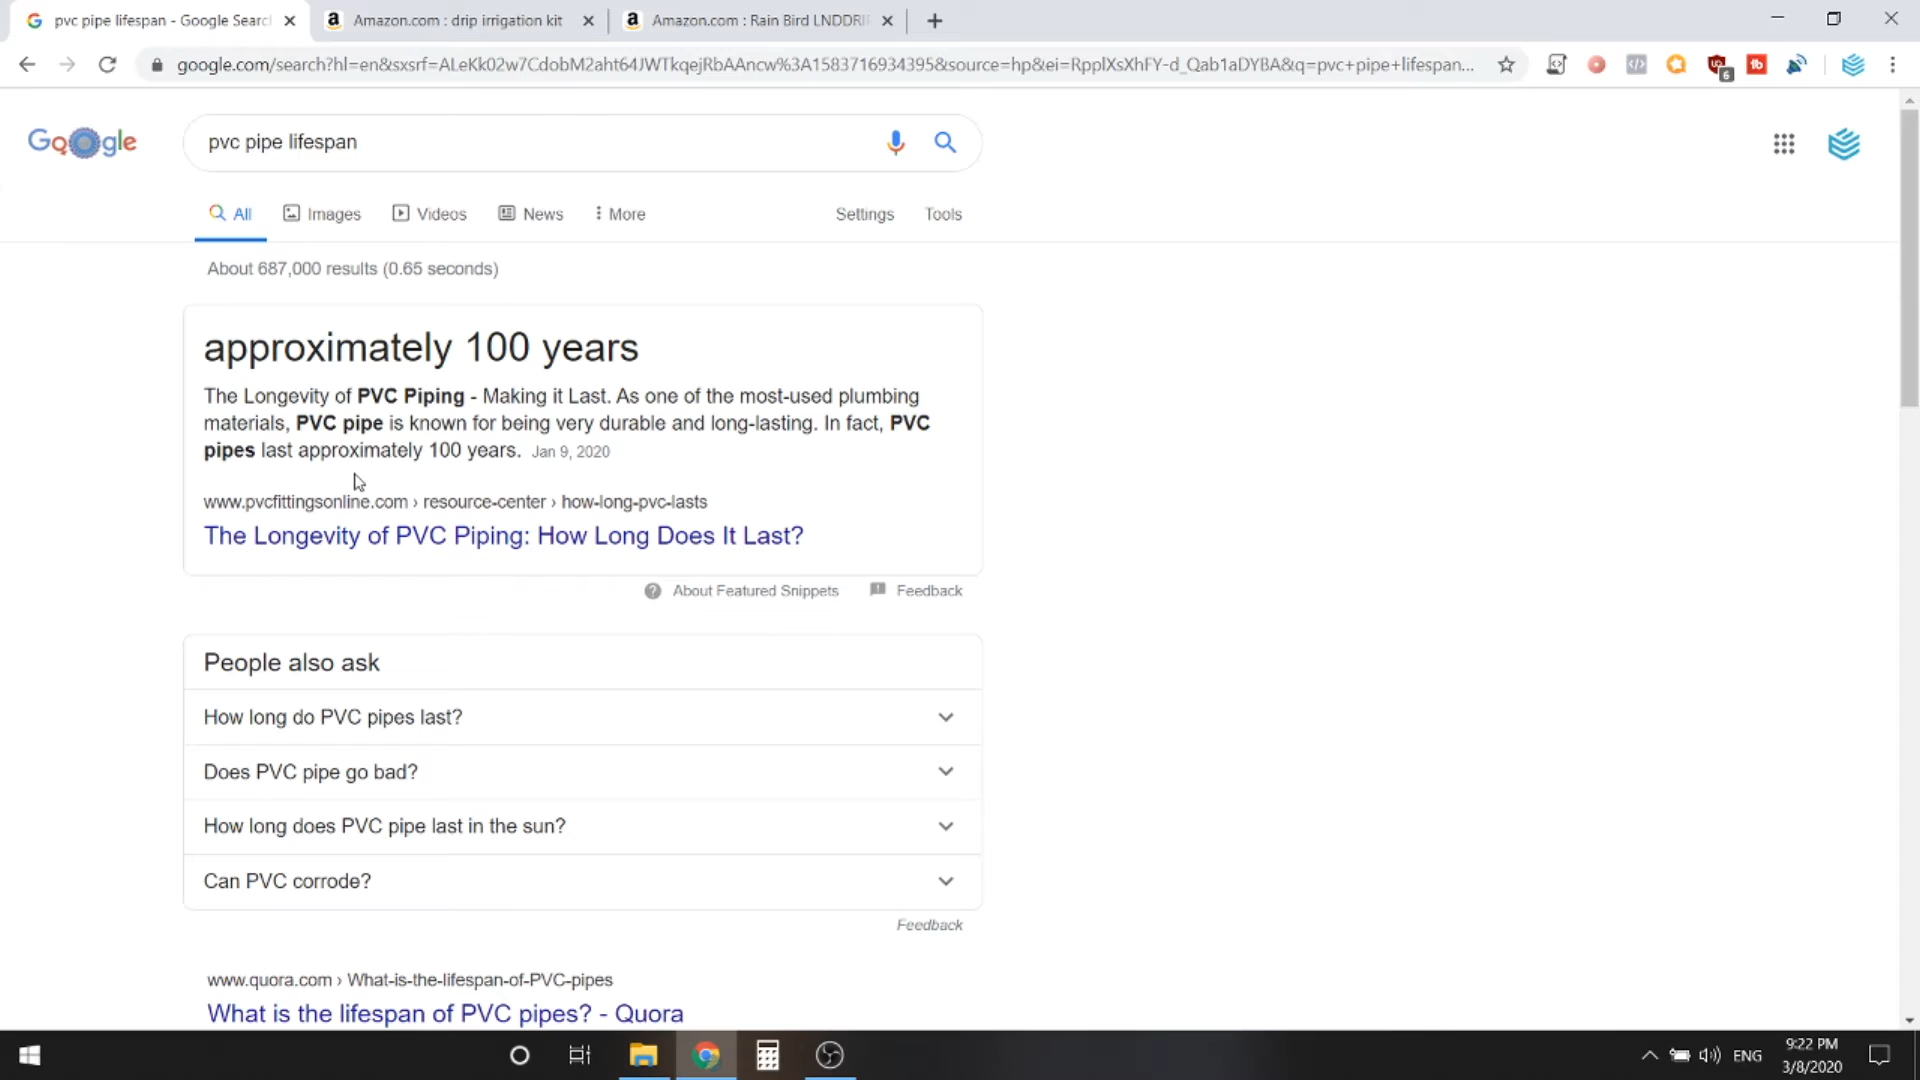 pvc pipe lifespan - Google Searc
Amazon.com : drip irrigation kit
Amazon.com : Rain Bird LNDDRI
google.com/search?hl=en&sxsrf=ALeKk02w7CdobM2aht64JWTkqejRbAAncw%3A1583716934395&source=hp&ei=RpplXsXhFY-d_Qab1aDYBA&q=pvc+pipe+lifespan...
6
Google
pvc pipe lifespan
All Images Videos News More Settings Tools
About 687,000 results (0.65 seconds)
approximately 100 years
The Longevity of PVC Piping - Making it Last. As one of the most-used plumbing
materials, PVC pipe is known for being very durable and long-lasting. In fact, PVC
pipes last approximately 100 years. Jan 9, 2020
www.pvcfittingsonline.com › resource-center › how-long-pvc-lasts
The Longevity of PVC Piping: How Long Does It Last?
About Featured Snippets Feedback
People also ask
How long do PVC pipes last?
Does PVC pipe go bad?
How long does PVC pipe last in the sun?
Can PVC corrode?
Feedback
www.quora.com › What-is-the-lifespan-of-PVC-pipes
What is the lifespan of PVC pipes? - Quora
ENG
9:22 PM
3/8/2020